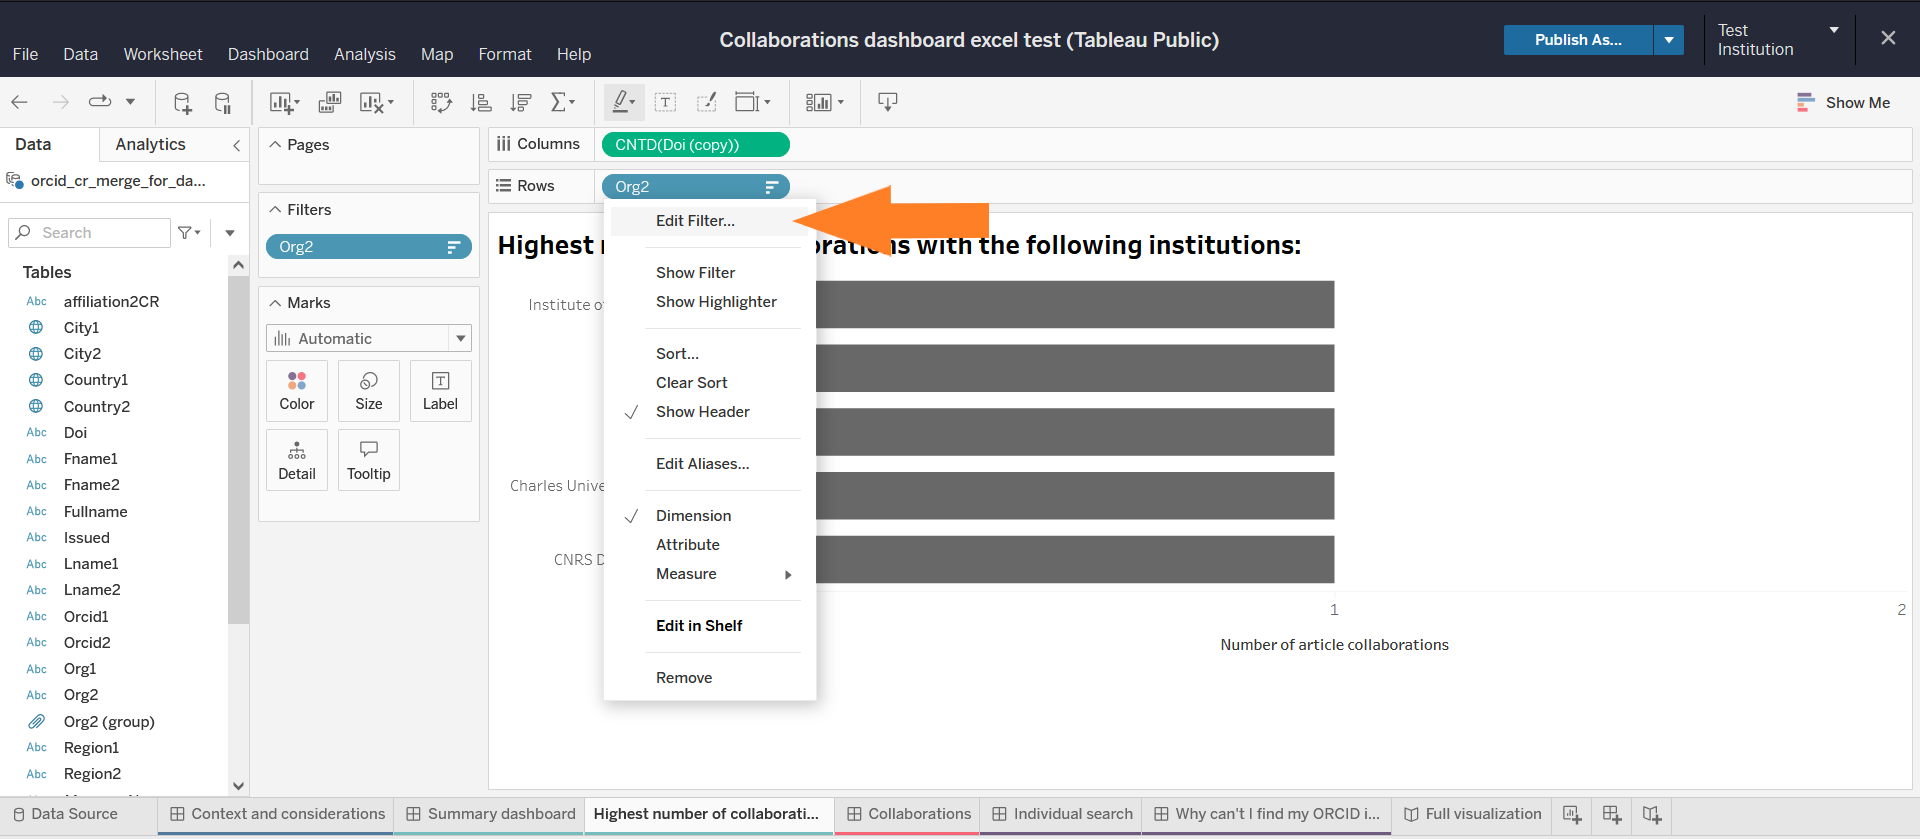 Collaborations dashboard excel test (Tableau Public)
File Data Worksheet Dashboard Analysis Map Format Help
Publish As...
Test
Institution
Show Me
Data Analytics
orcid_cr_merge_for_da...
Search
Tables
Abc affiliation2CR
City1
City2
Country1
Country2
Abc Doi
Abc Fname1
Abc Fname2
Abc Fullname
Abc Issued
Abc Lname1
Abc Lname2
Abc Orcid1
Abc Orcid2
Abc Org1
Abc Org2
Org2 (group)
Abc Region1
Abc Region2
Pages
Filters
Org2
Marks
Automatic
Color Size Label
Detail Tooltip
Columns CNTD(Doi (copy))
Rows Org2
Highest with the following institutions:
Edit Filter...
Show Filter
Show Highlighter
Sort...
Clear Sort
Show Header
Edit Aliases...
Dimension
Attribute
Measure
Edit in Shelf
Remove
Institute
Charles
CNRS
1 2
Number of article collaborations
Data Source Context and considerations Summary dashboard Highest number of collaborati... Collaborations Individual search Why can't I find my ORCID i... Full visualization